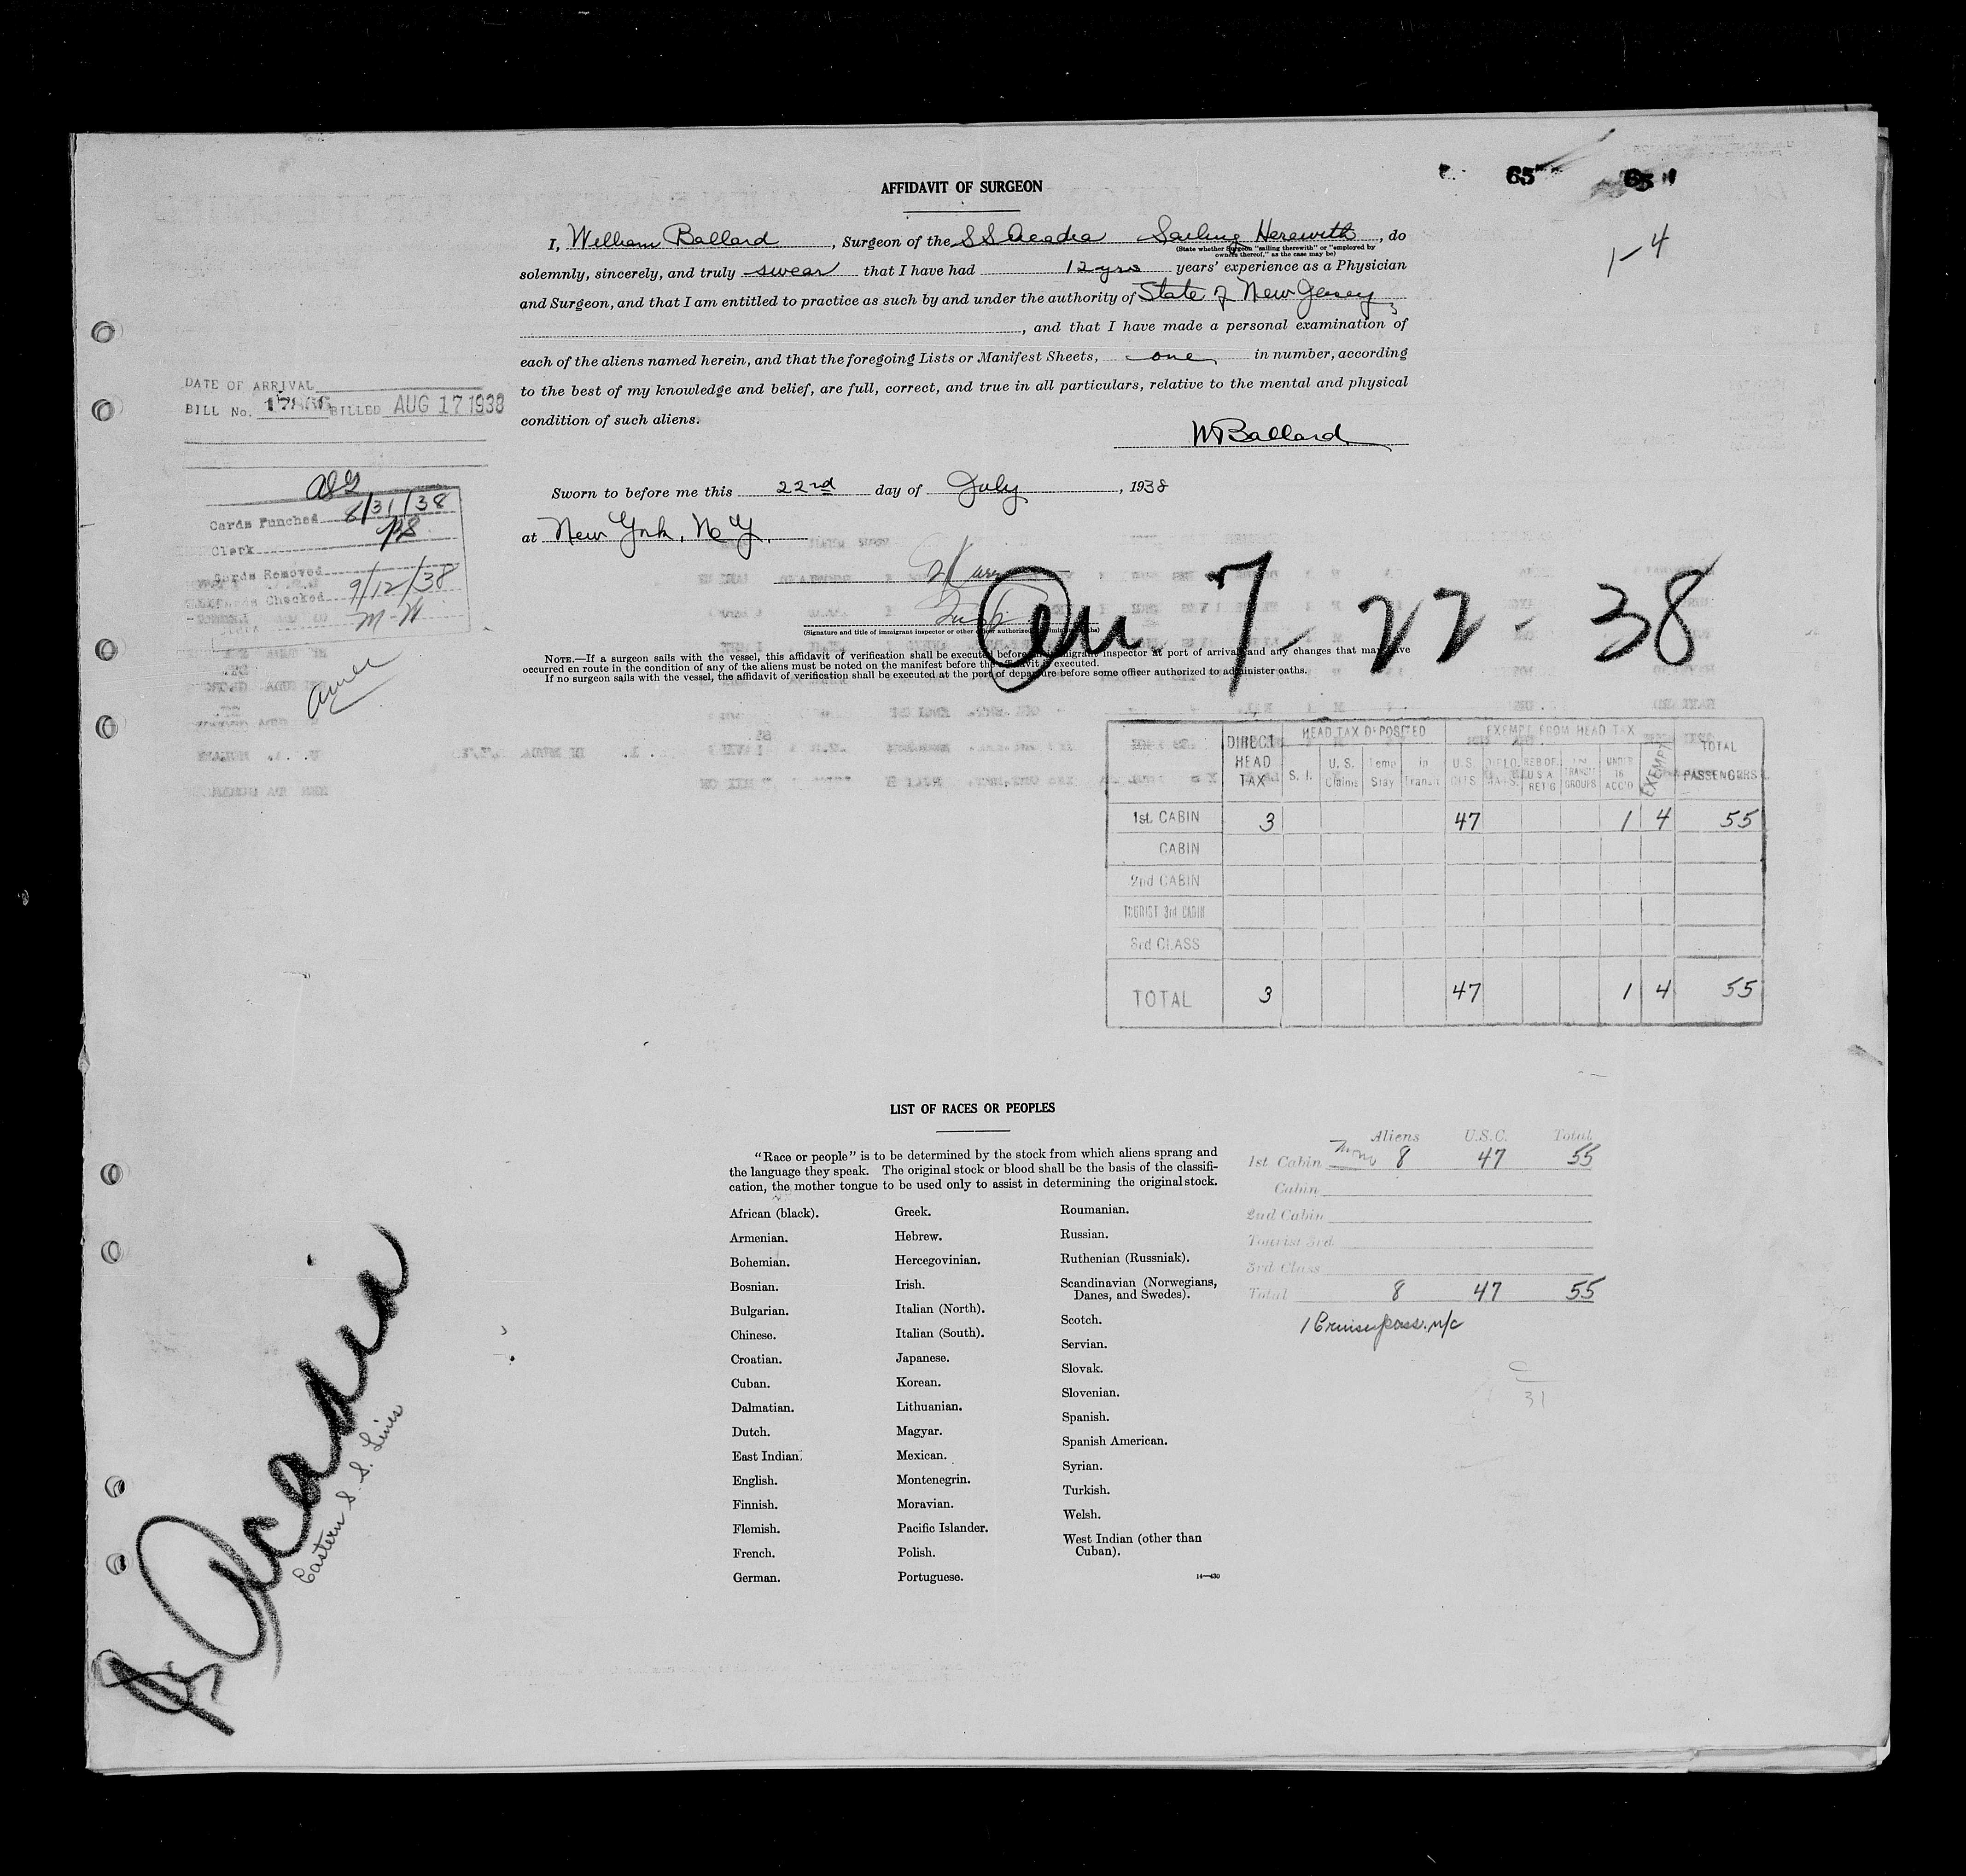 AFFIDAVIT OF SURGEON
65 65
1-4
I, William Ballard, Surgeon of the SS Acadia Sailing Herewith, do
(State whether Surgeon "sailing therewith" or "employed by
owners thereof," as the case may be)
solemnly, sincerely, and truly swear that I have had 12 yrs years' experience as a Physician
and Surgeon, and that I am entitled to practice as such by and under the authority of State of New Jersey
, and that I have made a personal examination of
each of the aliens named herein, and that the foregoing Lists or Manifest Sheets, one in number, according
to the best of my knowledge and belief, are full, correct, and true in all particulars, relative to the mental and physical
condition of such aliens.
W Ballard
DATE OF ARRIVAL
BILL No. BILLED AUG 17 1938
Cards Punched 8/31/38
Clerk
Cards Removed
Checked 9/12/38
Clerk M-W
Sworn to before me this 22nd day of July, 1938
at New York, N.Y.
(Signature and title of immigrant inspector or other officer authorized to administer oaths)
7-22-38
NOTE.—If a surgeon sails with the vessel, this affidavit of verification shall be executed before an immigrant inspector at port of arrival and any changes that may have
occurred en route in the condition of any of the aliens must be noted on the manifest before the affidavit is executed.
If no surgeon sails with the vessel, the affidavit of verification shall be executed at the port of departure before some officer authorized to administer oaths.
DIRECT HEAD TAX HEAD TAX DEPOSITED EXEMPT FROM HEAD TAX TOTAL PASSENGERS
S. I. U. S. Claims Temp Stay In Transit U.S. CITS. DIPLOMATS. RES OF U S A RET'G IN TRANSIT GROUPS UNDER 16 ACC'D EXEMPT
1st. CABIN 3 47 1 4 55
CABIN
2nd CABIN
TOURIST 3rd CABIN
3rd CLASS
TOTAL 3 47 1 4 55
LIST OF RACES OR PEOPLES
"Race or people" is to be determined by the stock from which aliens sprang and
the language they speak. The original stock or blood shall be the basis of the classifi-
cation, the mother tongue to be used only to assist in determining the original stock.
African (black).
Armenian.
Bohemian.
Bosnian.
Bulgarian.
Chinese.
Croatian.
Cuban.
Dalmatian.
Dutch.
East Indian.
English.
Finnish.
Flemish.
French.
German.
Greek.
Hebrew.
Hercegovinian.
Irish.
Italian (North).
Italian (South).
Japanese.
Korean.
Lithuanian.
Magyar.
Mexican.
Montenegrin.
Moravian.
Pacific Islander.
Polish.
Portuguese.
Roumanian.
Russian.
Ruthenian (Russniak).
Scandinavian (Norwegians,
Danes, and Swedes).
Scotch.
Servian.
Slovak.
Slovenian.
Spanish.
Spanish American.
Syrian.
Turkish.
Welsh.
West Indian (other than
Cuban).
14—430
Aliens U.S.C. Total
1st Cabin 8 47 55
Cabin
2nd Cabin
Tourist 3rd
3rd Class
Total 8 47 55
1 Cruise pass. n/c
31
Acadia
Eastern S. S. Lines